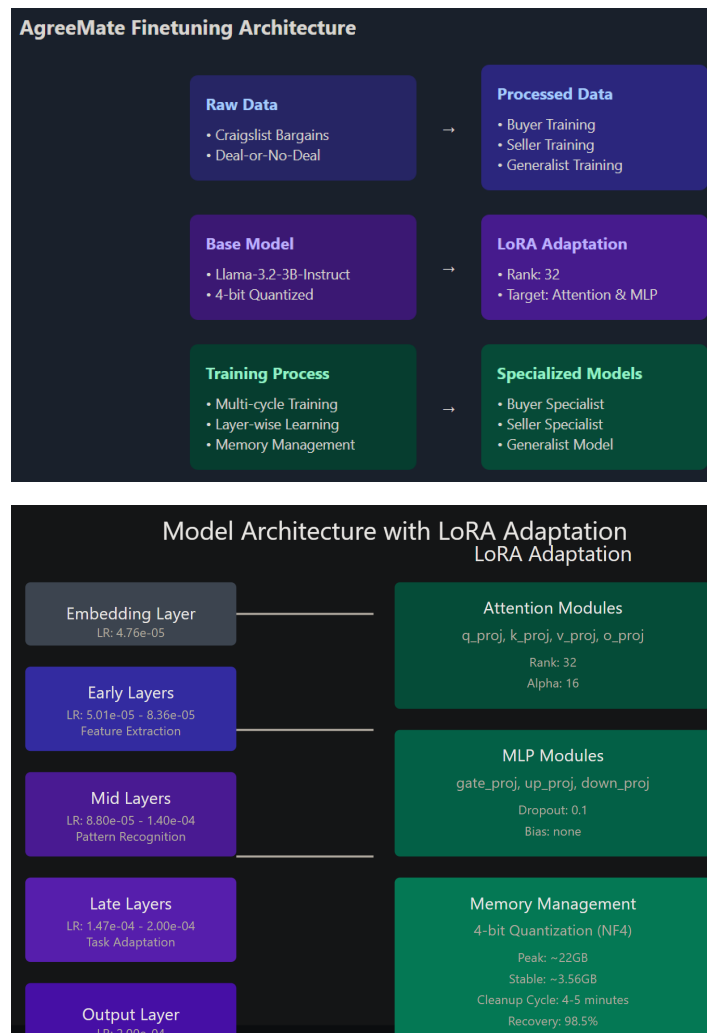 AgreeMate Finetuning Architecture
Raw Data
• Craigslist Bargains
• Deal-or-No-Deal
→
Processed Data
• Buyer Training
• Seller Training
• Generalist Training
Base Model
• Llama-3.2-3B-Instruct
• 4-bit Quantized
→
LoRA Adaptation
• Rank: 32
• Target: Attention & MLP
Training Process
• Multi-cycle Training
• Layer-wise Learning
• Memory Management
→
Specialized Models
• Buyer Specialist
• Seller Specialist
• Generalist Model
Model Architecture with LoRA Adaptation
LoRA Adaptation
Embedding Layer
LR: 4.76e-05
Early Layers
LR: 5.01e-05 - 8.36e-05
Feature Extraction
Mid Layers
LR: 8.80e-05 - 1.40e-04
Pattern Recognition
Late Layers
LR: 1.47e-04 - 2.00e-04
Task Adaptation
Output Layer
LR: 2.00e-04
Attention Modules
q_proj, k_proj, v_proj, o_proj
Rank: 32
Alpha: 16
MLP Modules
gate_proj, up_proj, down_proj
Dropout: 0.1
Bias: none
Memory Management
4-bit Quantization (NF4)
Peak: ~22GB
Stable: ~3.56GB
Cleanup Cycle: 4-5 minutes
Recovery: 98.5%